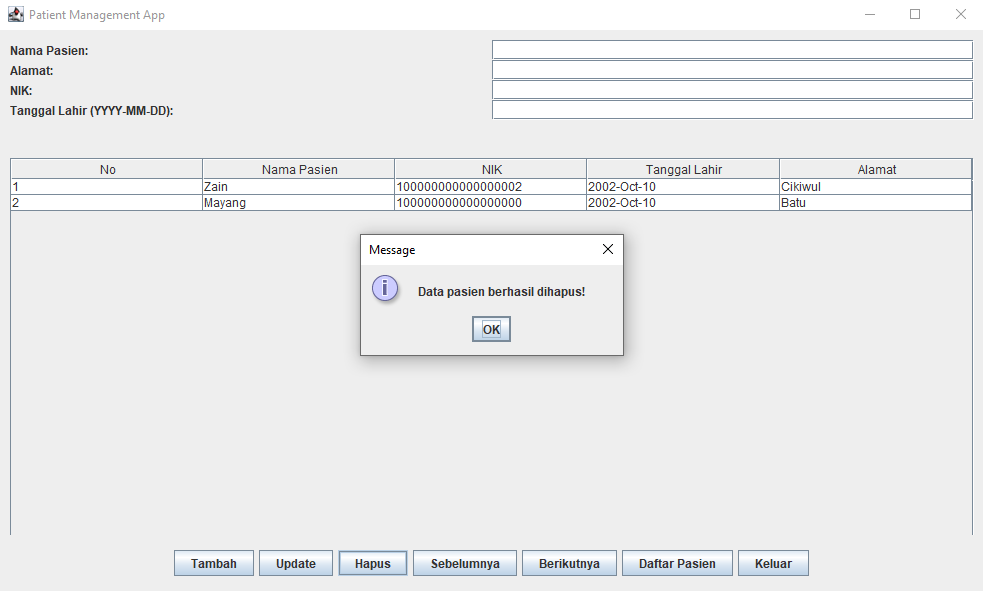 Patient Management App
Nama Pasien:
Alamat:
NIK:
Tanggal Lahir (YYYY-MM-DD):
No Nama Pasien NIK Tanggal Lahir Alamat
1 Zain 100000000000000002 2002-Oct-10 Cikiwul
2 Mayang 100000000000000000 2002-Oct-10 Batu
Message
Data pasien berhasil dihapus!
OK
Tambah Update Hapus Sebelumnya Berikutnya Daftar Pasien Keluar